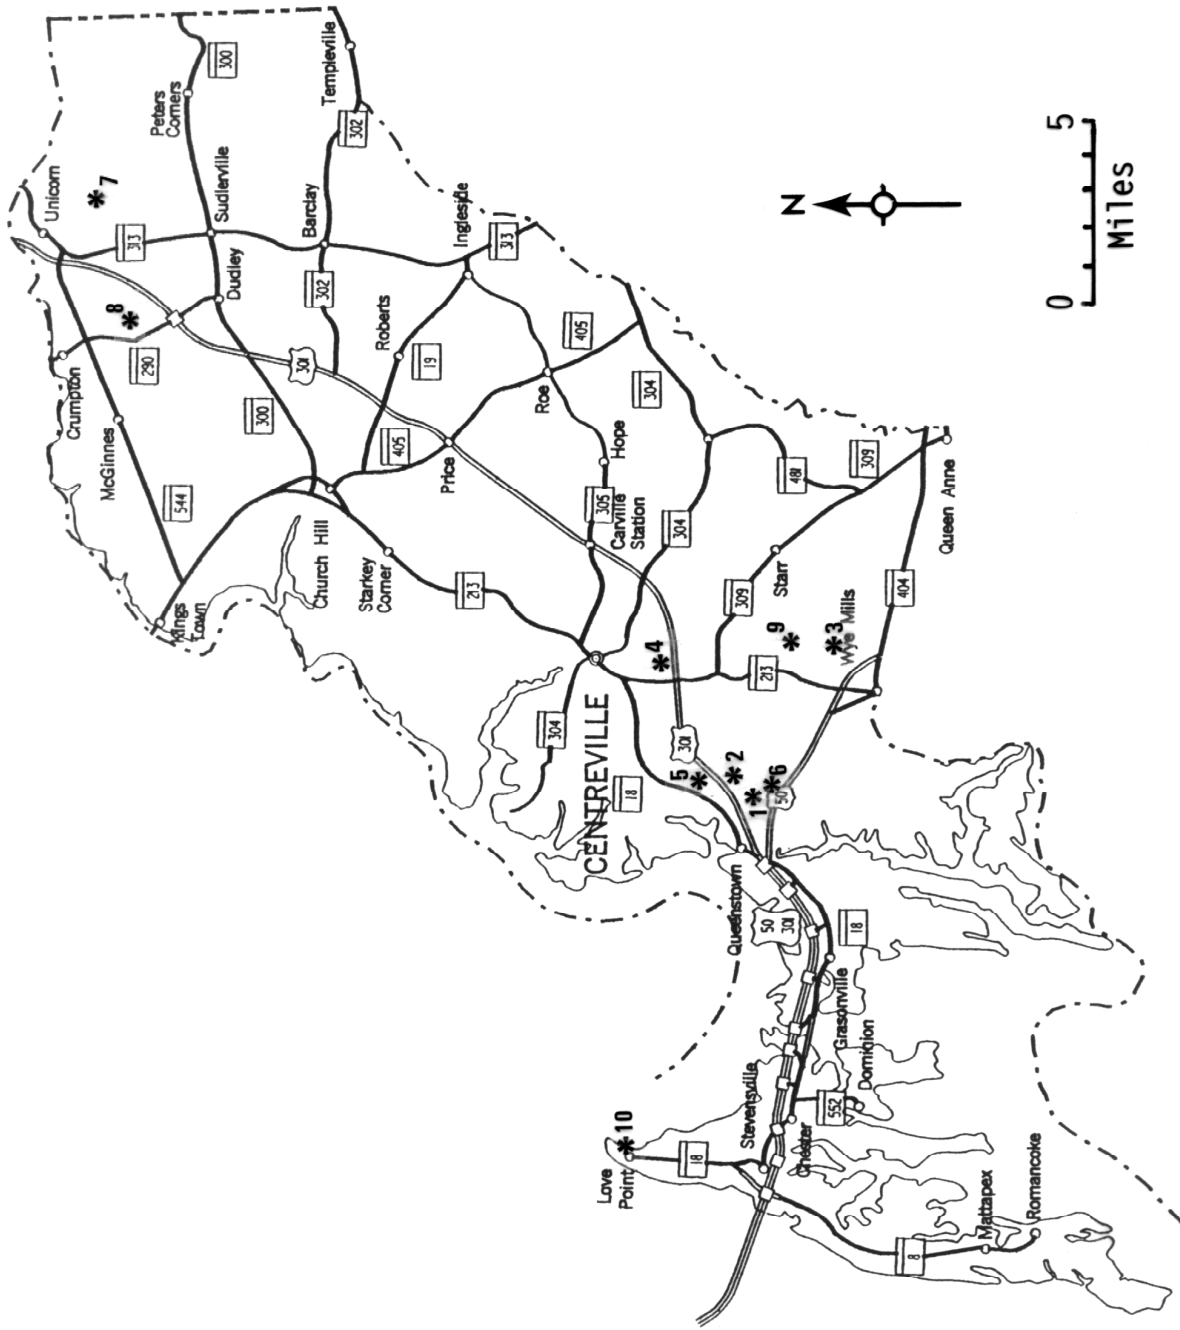 Unicorn
7
Peters
Corners
300
Templeville
302
313
Sudlerville
Barclay
Ingleside
313
8
Dudley
302
Crumpton
290
301
Roberts
19
405
300
McGinnes
544
405
Price
Roe
304
Hope
305
Carville
Station
304
481
309
Queen Anne
Church Hill
Starkey
Corner
213
Kings
Town
Starr
309
404
9
3
Wye Mills
4
213
304
CENTREVILLE
18
301
5
2
1
6
50
Queenstown
50
301
18
Grasonville
Dominion
552
Stevensville
Chester
10
Love
Point
18
8
Mattapex
Romancoke
N
0
5
Miles